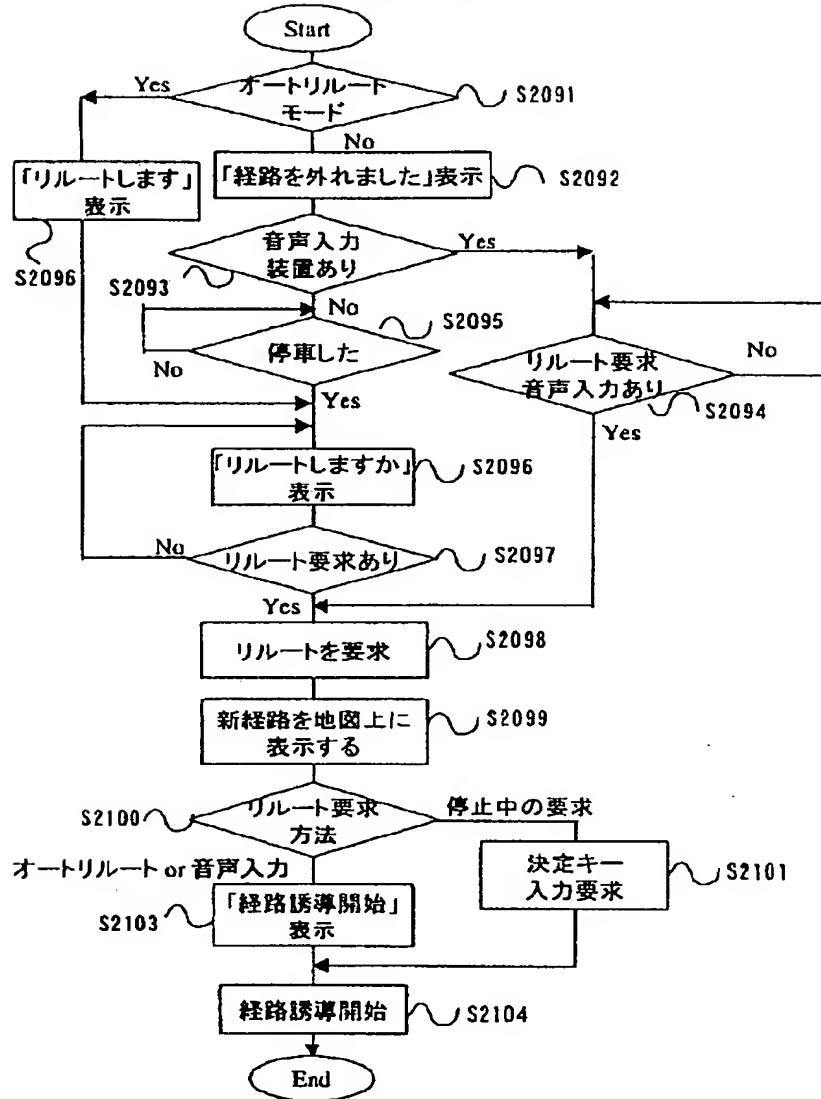 Start
Yes
オートリルート
モード
S2091
No
「リルートします」
表示
S2096
「経路を外れました」表示
S2092
音声入力
装置あり
Yes
S2093
No
S2095
停車した
No
Yes
リルート要求
音声入力あり
No
S2094
Yes
「リルートしますか」
表示
S2096
No
リルート要求あり
S2097
Yes
リルートを要求
S2098
新経路を地図上に
表示する
S2099
S2100
リルート要求
方法
停止中の要求
オートリルート or 音声入力
決定キー
入力要求
S2101
S2103
「経路誘導開始」
表示
経路誘導開始
S2104
End